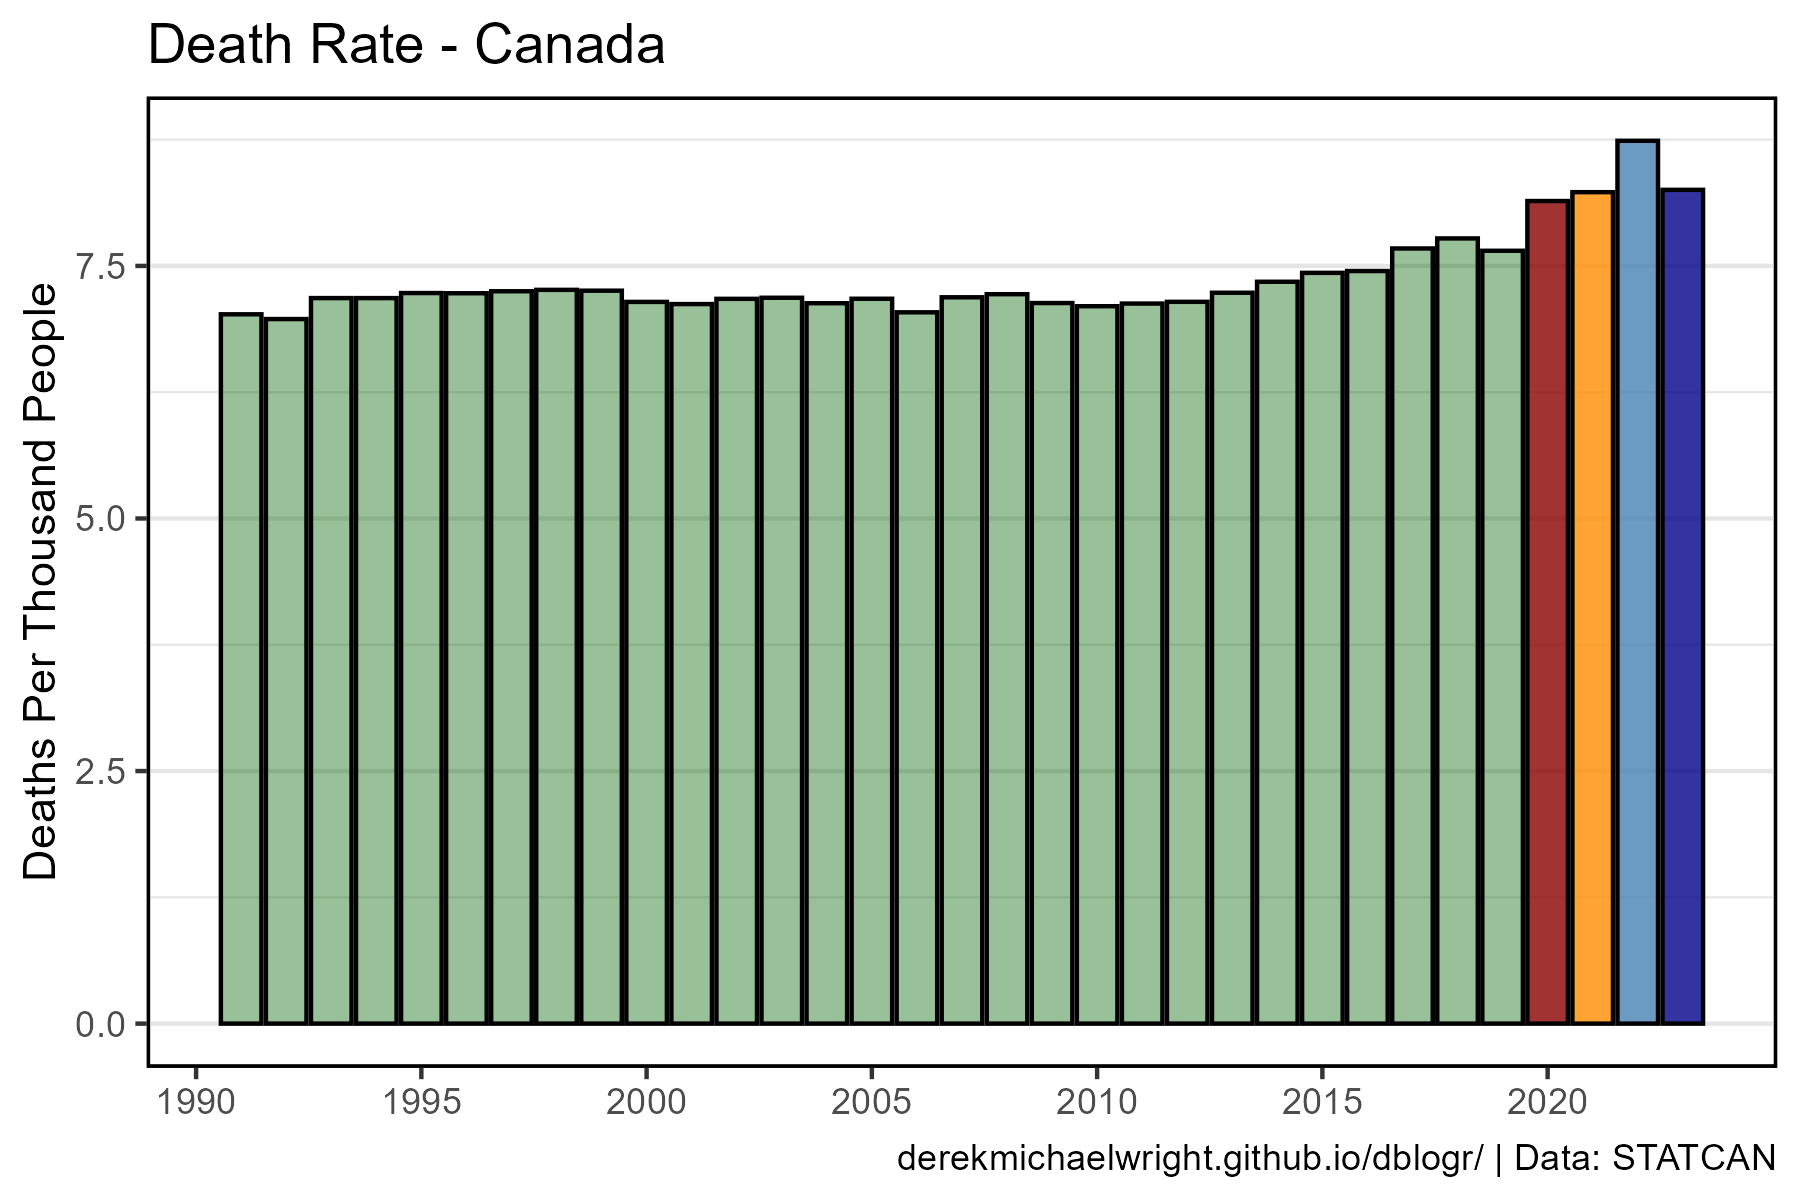 Death Rate - Canada
Deaths Per Thousand People
7.5
5.0
2.5
0.0
1990 1995 2000 2005 2010 2015 2020
derekmichaelwright.github.io/dblogr/ | Data: STATCAN